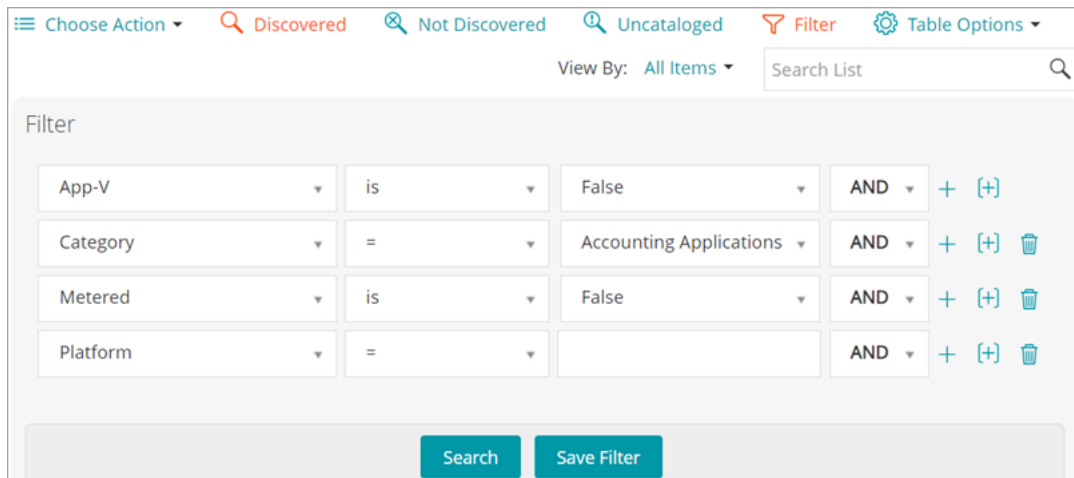 Choose Action Discovered Not Discovered Uncataloged Filter Table Options
View By: All Items Search List
Filter
App-V is False AND
Category = Accounting Applications AND
Metered is False AND
Platform = AND
Search Save Filter